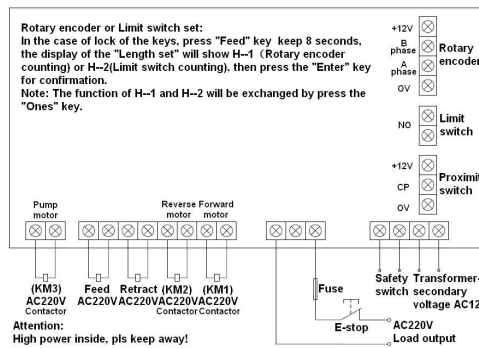 Rotary encoder or Limit switch set:
In the case of lock of the keys, press "Feed" key keep 8 seconds,
the display of the "Length set" will show H--1 (Rotary encoder
counting) or H--2(Limit switch counting), then press the "Enter" key
for confirmation.
Note: The function of H--1 and H--2 will be exchanged by press the
"Ones" key.
+12V
B
phase
A
phase
OV
Rotary
encoder
NO
Limit
switch
+12V
CP
OV
Proximit
switch
Pump
motor
Reverse Forward
motor motor
(KM3)
AC220V
Contactor
Feed
AC220V
Retract
AC220V
(KM2)
AC220V
Contactor
(KM1)
AC220V
Contactor
Fuse
E-stop
Safety
switch
Transformer-
secondary
voltage AC12
AC220V
Load output
Attention:
High power inside, pls keep away!